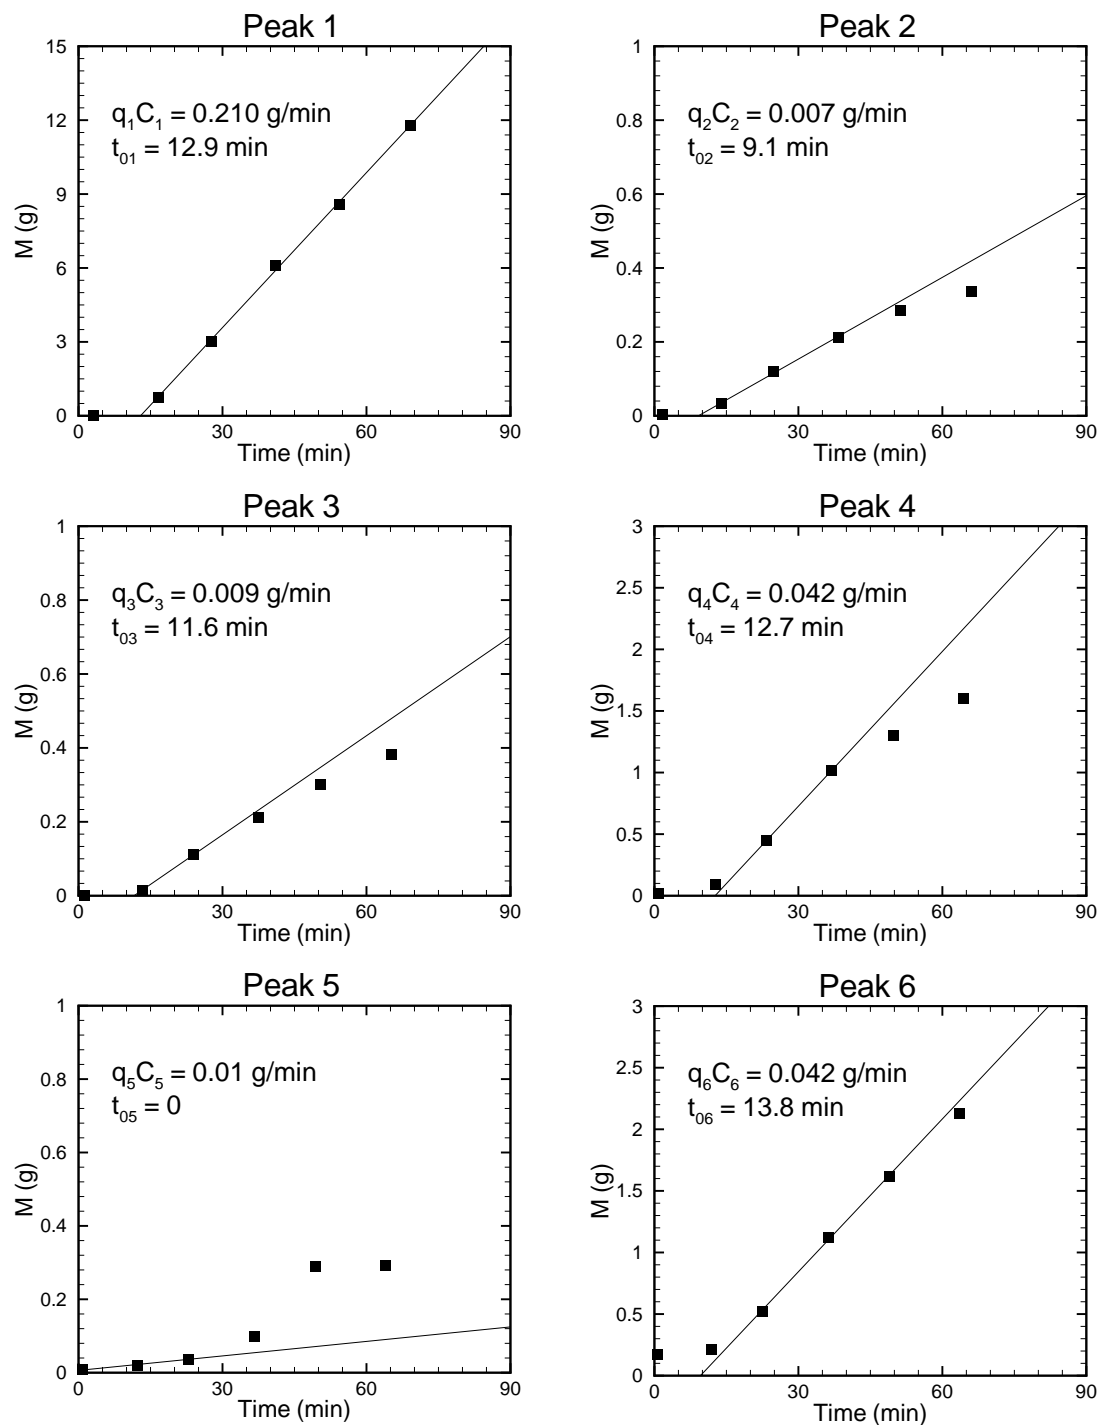 Peak 1
q₁C₁ = 0.210 g/min
t₀₁ = 12.9 min
M (g)
15
12
9
6
3
0
0 30 60 90
Time (min)
Peak 2
q₂C₂ = 0.007 g/min
t₀₂ = 9.1 min
M (g)
1
0.8
0.6
0.4
0.2
0
0 30 60 90
Time (min)
Peak 3
q₃C₃ = 0.009 g/min
t₀₃ = 11.6 min
M (g)
1
0.8
0.6
0.4
0.2
0
0 30 60 90
Time (min)
Peak 4
q₄C₄ = 0.042 g/min
t₀₄ = 12.7 min
M (g)
3
2.5
2
1.5
1
0.5
0
0 30 60 90
Time (min)
Peak 5
q₅C₅ = 0.01 g/min
t₀₅ = 0
M (g)
1
0.8
0.6
0.4
0.2
0
0 30 60 90
Time (min)
Peak 6
q₆C₆ = 0.042 g/min
t₀₆ = 13.8 min
M (g)
3
2.5
2
1.5
1
0.5
0
0 30 60 90
Time (min)